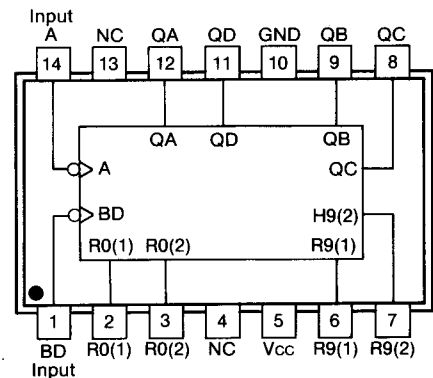 Input
A NC QA QD GND QB QC
14 13 12 11 10 9 8
QA QD QB
A QC
BD H9(2)
R0(1) R0(2) R9(1)
1 2 3 4 5 6 7
BD R0(1) R0(2) NC Vcc R9(1) R9(2)
Input